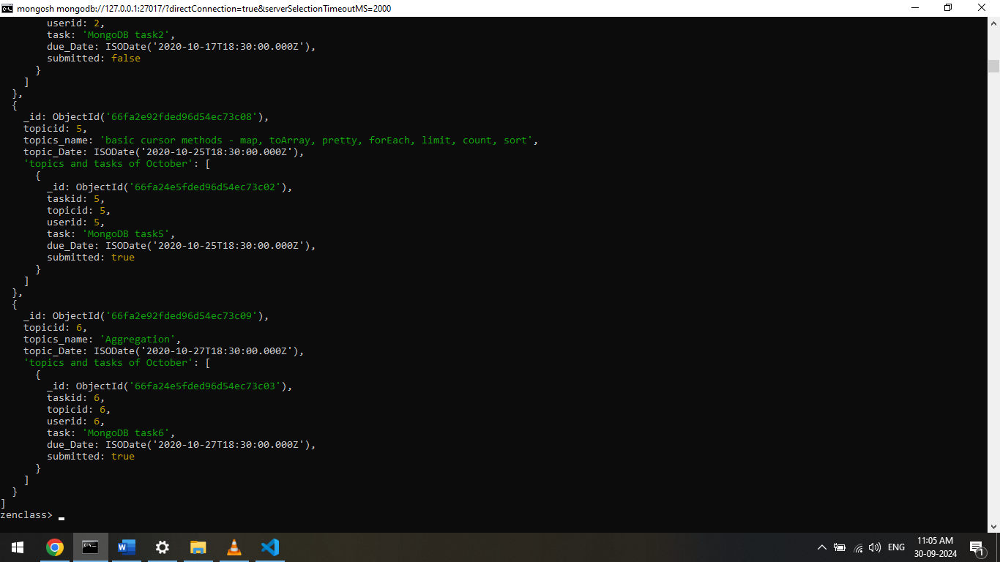 mongosh mongodb://127.0.0.1:27017/?directConnection=true&serverSelectionTimeoutMS=2000
        userid: 2,
        task: 'MongoDB task2',
        due_Date: ISODate('2020-10-17T18:30:00.000Z'),
        submitted: false
      }
    ]
  },
  {
    _id: ObjectId('66fa2e92fded96d54ec73c08'),
    topicid: 5,
    topics_name: 'basic cursor methods - map, toArray, pretty, forEach, limit, count, sort',
    topic_Date: ISODate('2020-10-25T18:30:00.000Z'),
    'topics and tasks of October': [
      {
        _id: ObjectId('66fa24e5fded96d54ec73c02'),
        taskid: 5,
        topicid: 5,
        userid: 5,
        task: 'MongoDB task5',
        due_Date: ISODate('2020-10-25T18:30:00.000Z'),
        submitted: true
      }
    ]
  },
  {
    _id: ObjectId('66fa2e92fded96d54ec73c09'),
    topicid: 6,
    topics_name: 'Aggregation',
    topic_Date: ISODate('2020-10-27T18:30:00.000Z'),
    'topics and tasks of October': [
      {
        _id: ObjectId('66fa24e5fded96d54ec73c03'),
        taskid: 6,
        topicid: 6,
        userid: 6,
        task: 'MongoDB task6',
        due_Date: ISODate('2020-10-27T18:30:00.000Z'),
        submitted: true
      }
    ]
  }
]
zenclass>
ENG
11:05 AM
30-09-2024
1